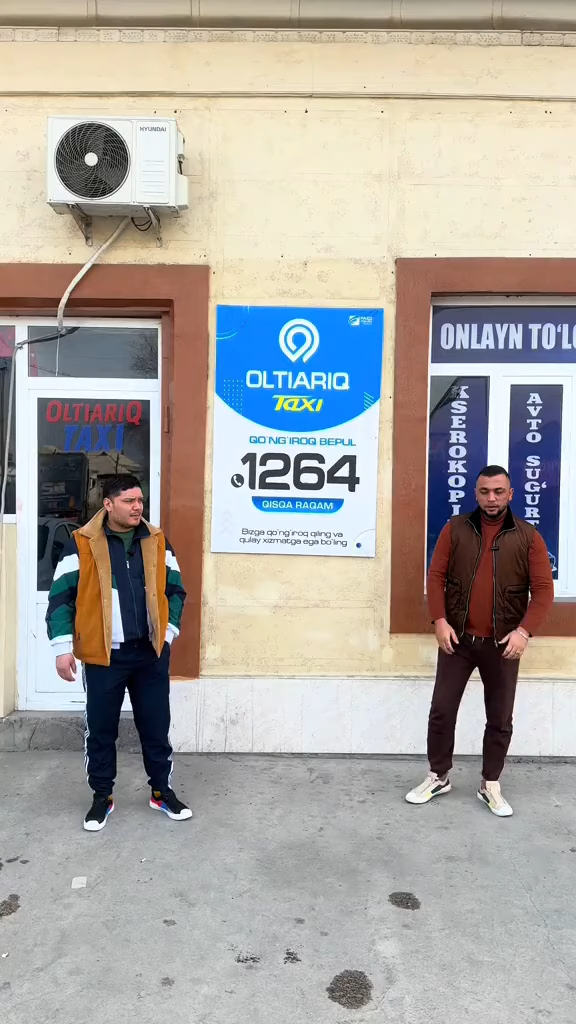 HYUNDAI
OLTIARIQ
TAXI
OLTIARIQ
Taxi
QO'NG'IROQ BEPUL
1264
QISQA RAQAM
Bizga qo'ng'iroq qiling va
qulay xizmatga ega bo'ling!
ONLAYN TO'L
KSEROKOPI
AVTO SUG'URT